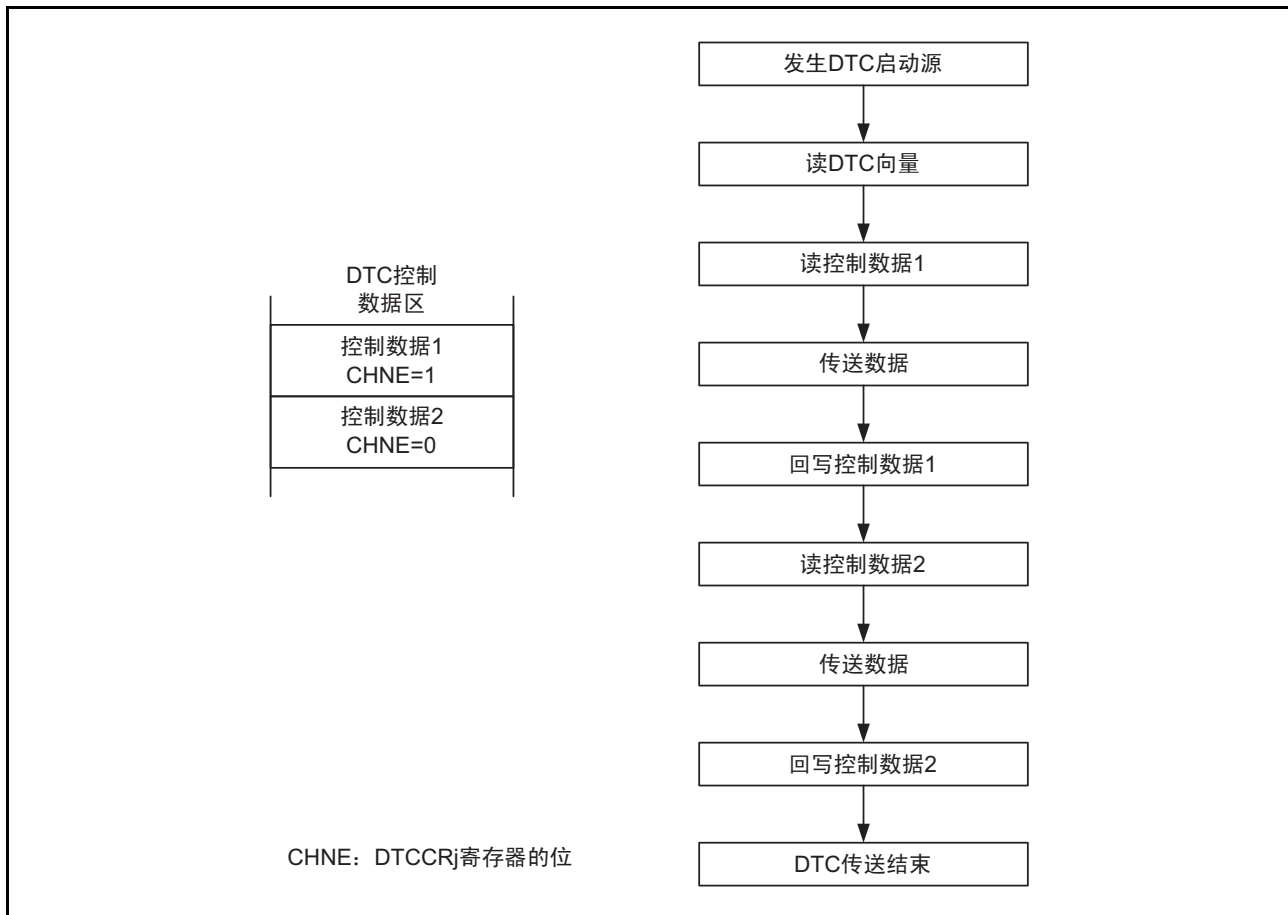 DTC控制
数据区
控制数据1
CHNE=1
控制数据2
CHNE=0
CHNE：DTCCRj寄存器的位
发生DTC启动源
读DTC向量
读控制数据1
传送数据
回写控制数据1
读控制数据2
传送数据
回写控制数据2
DTC传送结束